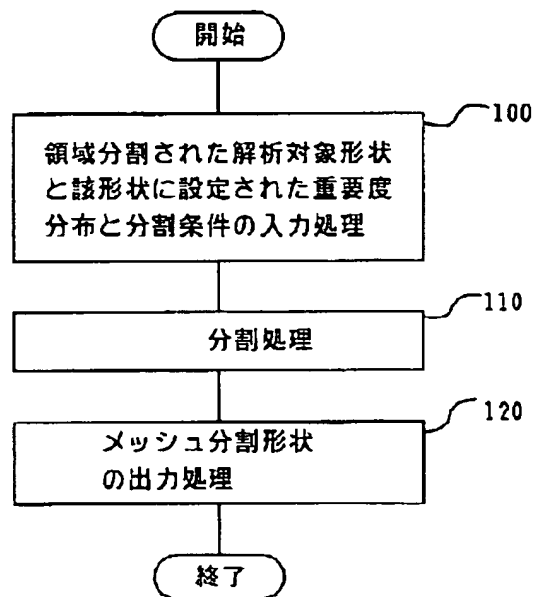 開始
100
領域分割された解析対象形状
と該形状に設定された重要度
分布と分割条件の入力処理
110
分割処理
120
メッシュ分割形状
の出力処理
終了